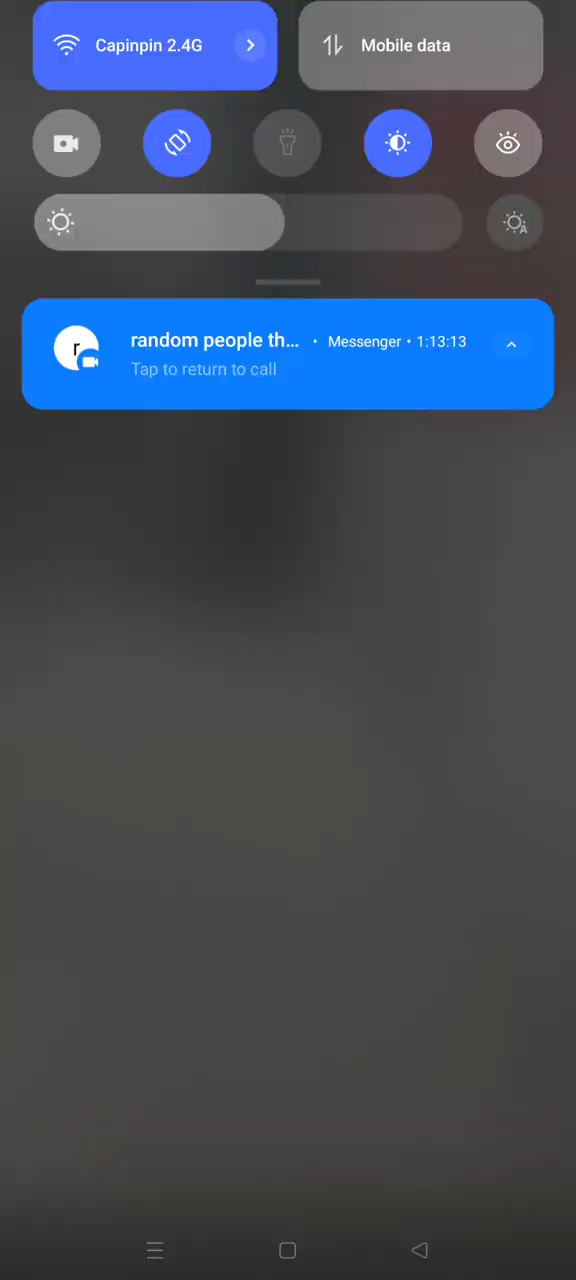 Capinpin 2.4G
Mobile data
r
random people th... • Messenger • 1:13:13
Tap to return to call